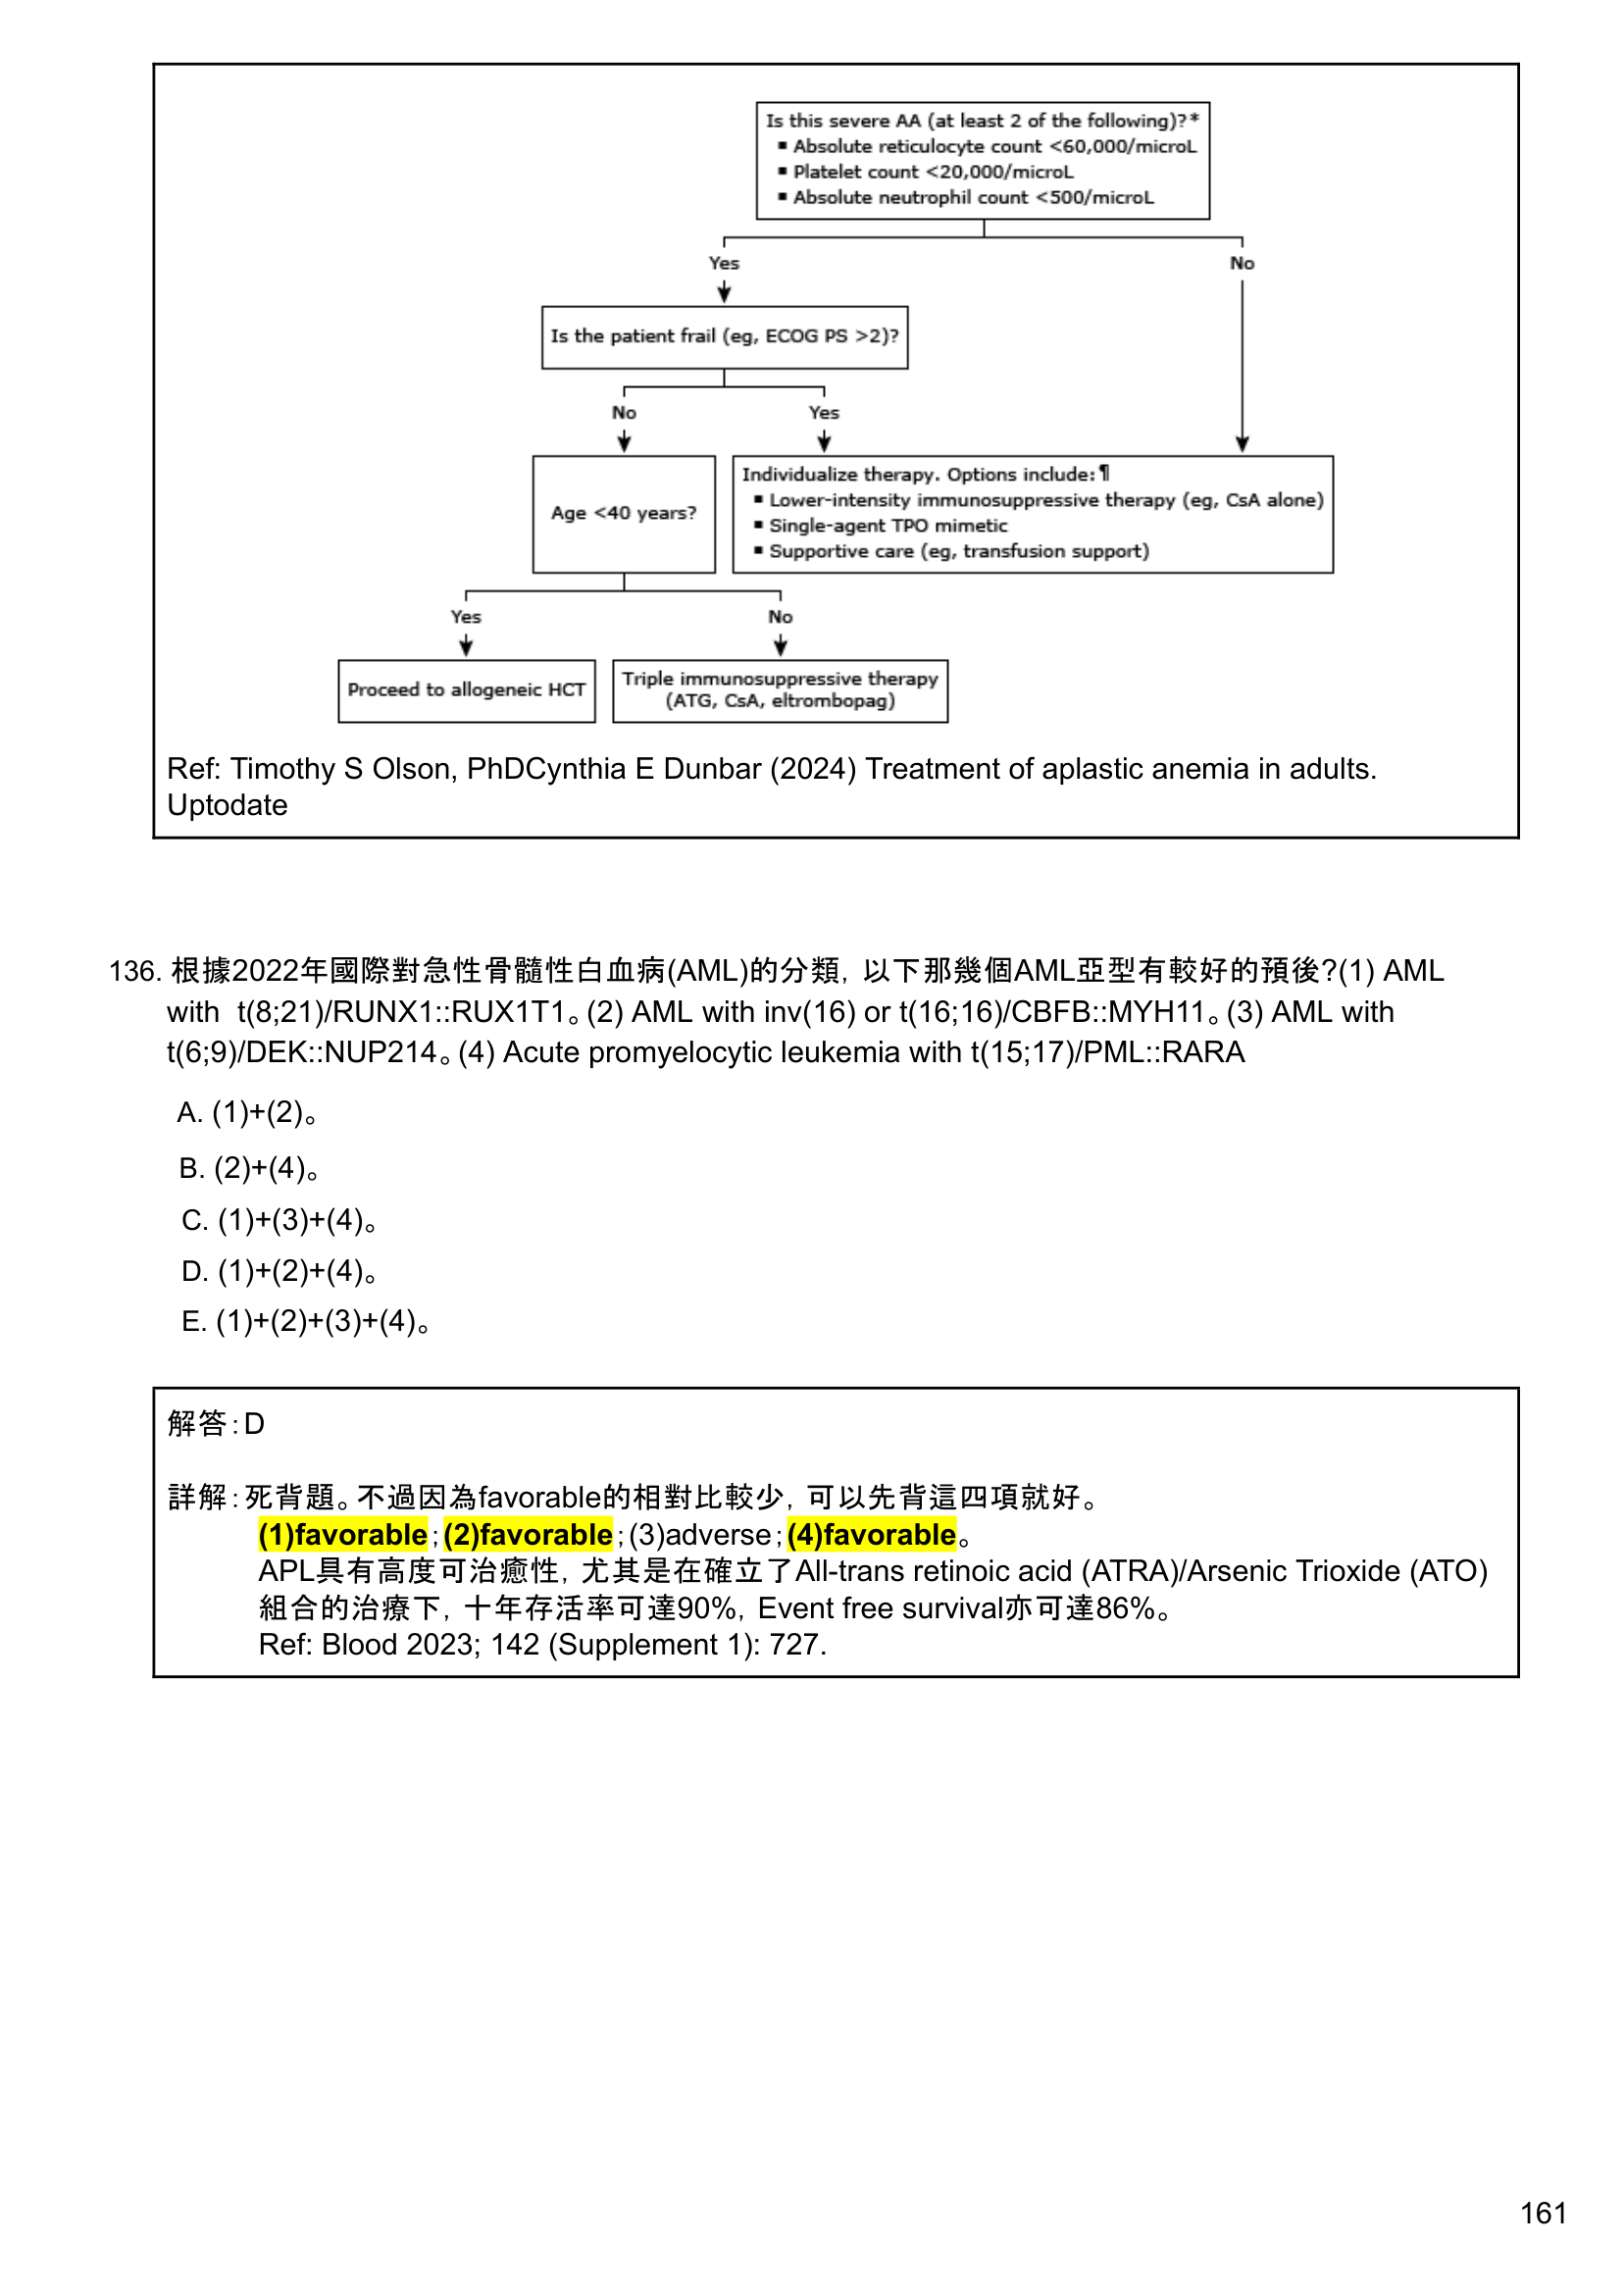 Is this severe AA (at least 2 of the following)?*
▪ Absolute reticulocyte count <60,000/microL
▪ Platelet count <20,000/microL
▪ Absolute neutrophil count <500/microL
Yes
No
Is the patient frail (eg, ECOG PS >2)?
No
Yes
Age <40 years?
Individualize therapy. Options include:¶
▪ Lower-intensity immunosuppressive therapy (eg, CsA alone)
▪ Single-agent TPO mimetic
▪ Supportive care (eg, transfusion support)
Yes
No
Proceed to allogeneic HCT
Triple immunosuppressive therapy
(ATG, CsA, eltrombopag)
Ref: Timothy S Olson, PhDCynthia E Dunbar (2024) Treatment of aplastic anemia in adults.
Uptodate
136. 根據2022年國際對急性骨髓性白血病(AML)的分類，以下那幾個AML亞型有較好的預後?(1) AML
with  t(8;21)/RUNX1::RUX1T1。(2) AML with inv(16) or t(16;16)/CBFB::MYH11。(3) AML with
t(6;9)/DEK::NUP214。(4) Acute promyelocytic leukemia with t(15;17)/PML::RARA
A. (1)+(2)。
B. (2)+(4)。
C. (1)+(3)+(4)。
D. (1)+(2)+(4)。
E. (1)+(2)+(3)+(4)。
解答：D
詳解：死背題。不過因為favorable的相對比較少，可以先背這四項就好。
(1)favorable；(2)favorable；(3)adverse；(4)favorable。
APL具有高度可治癒性，尤其是在確立了All-trans retinoic acid (ATRA)/Arsenic Trioxide (ATO)
組合的治療下，十年存活率可達90%，Event free survival亦可達86%。
Ref: Blood 2023; 142 (Supplement 1): 727.
161